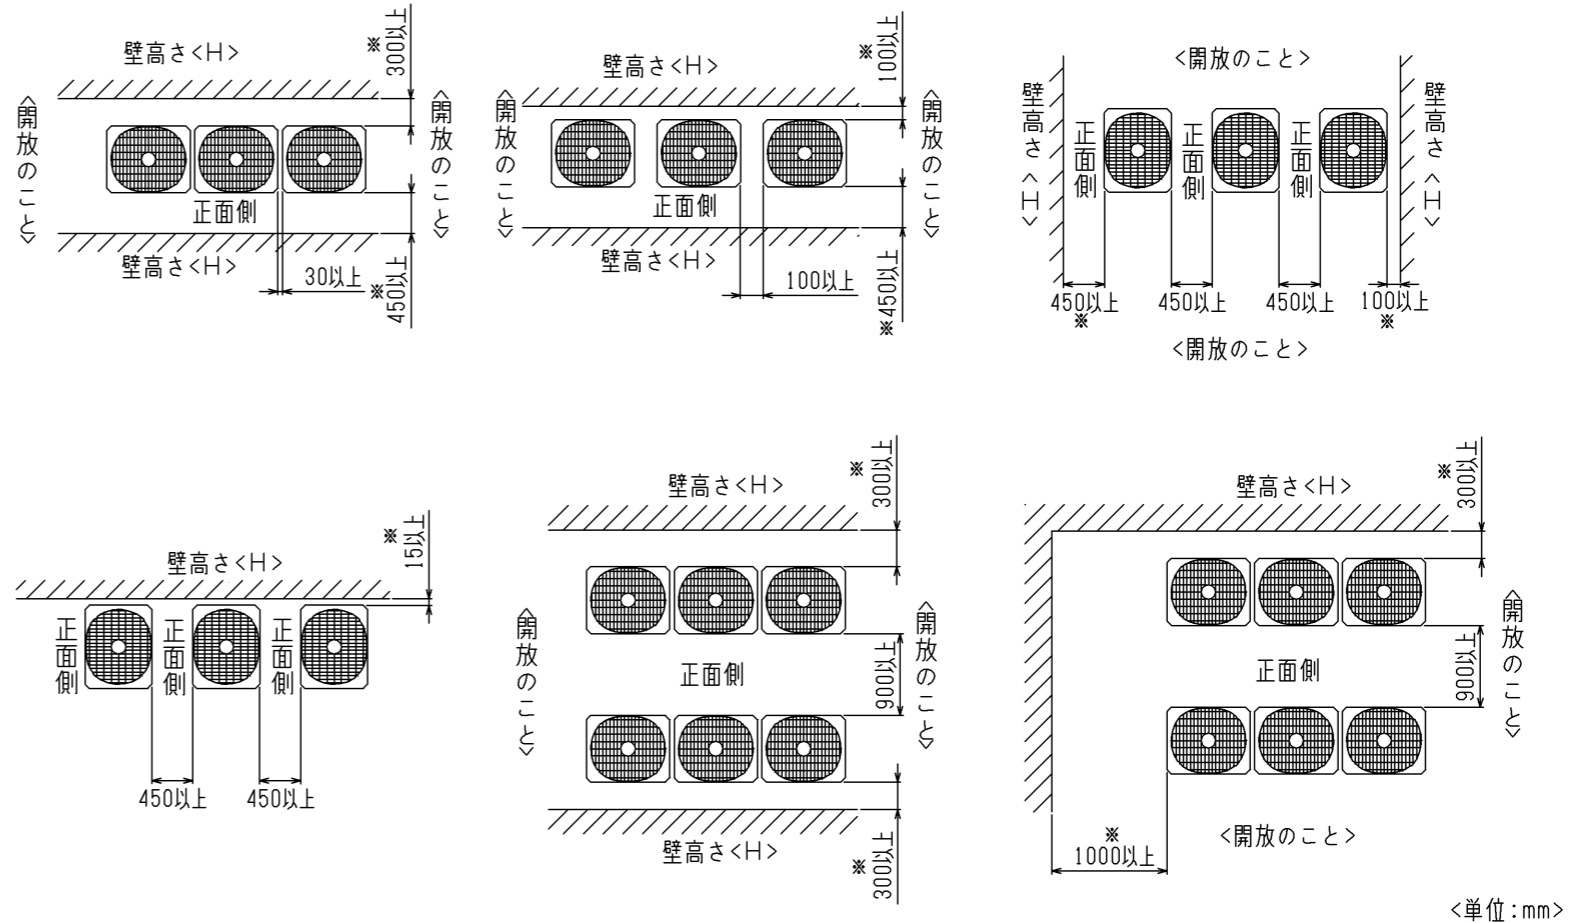 壁高さ<H>
※
300以上
<開放のこと>
<開放のこと>
正面側
壁高さ<H>
30以上
※
450以上
壁高さ<H>
※
100以上
<開放のこと>
<開放のこと>
正面側
壁高さ<H>
100以上
※450以上
<開放のこと>
壁高さ<H>
正面側
正面側
正面側
壁高さ<H>
450以上
※
450以上
450以上
100以上
※
<開放のこと>
壁高さ<H>
※
15以上
正面側
正面側
正面側
450以上
450以上
壁高さ<H>
※
300以上
<開放のこと>
正面側
900以上
<開放のこと>
壁高さ<H>
※
300以上
壁高さ<H>
※
300以上
正面側
900以上
<開放のこと>
※
1000以上
<開放のこと>
<単位:mm>